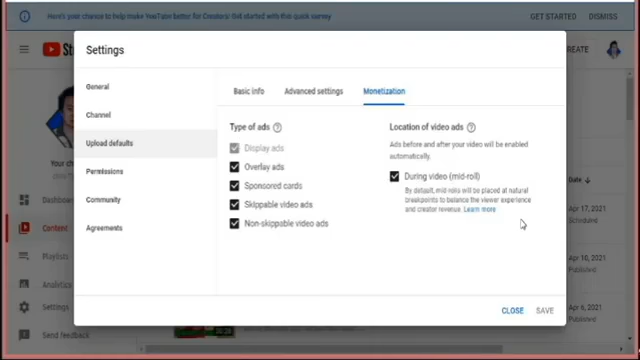 Here's your chance to help make YouTube better for Creators! Get started with this quick survey
GET STARTED
DISMISS
Settings
General
Channel
Upload defaults
Permissions
Community
Agreements
Basic info
Advanced settings
Monetization
Type of ads
Display ads
Overlay ads
Sponsored cards
Skippable video ads
Non-skippable video ads
Location of video ads
Ads before and after your video will be enabled
automatically.
During video (mid-roll)
By default, mid-rolls will be placed at natural
breakpoints to balance the viewer experience
and creator revenue. Learn more
CLOSE
SAVE
Your
Content
Playlists
Analytics
Settings
Send feedback
Date
Apr 17, 2021
Scheduled
Apr 10, 2021
Published
Apr 6, 2021
Published